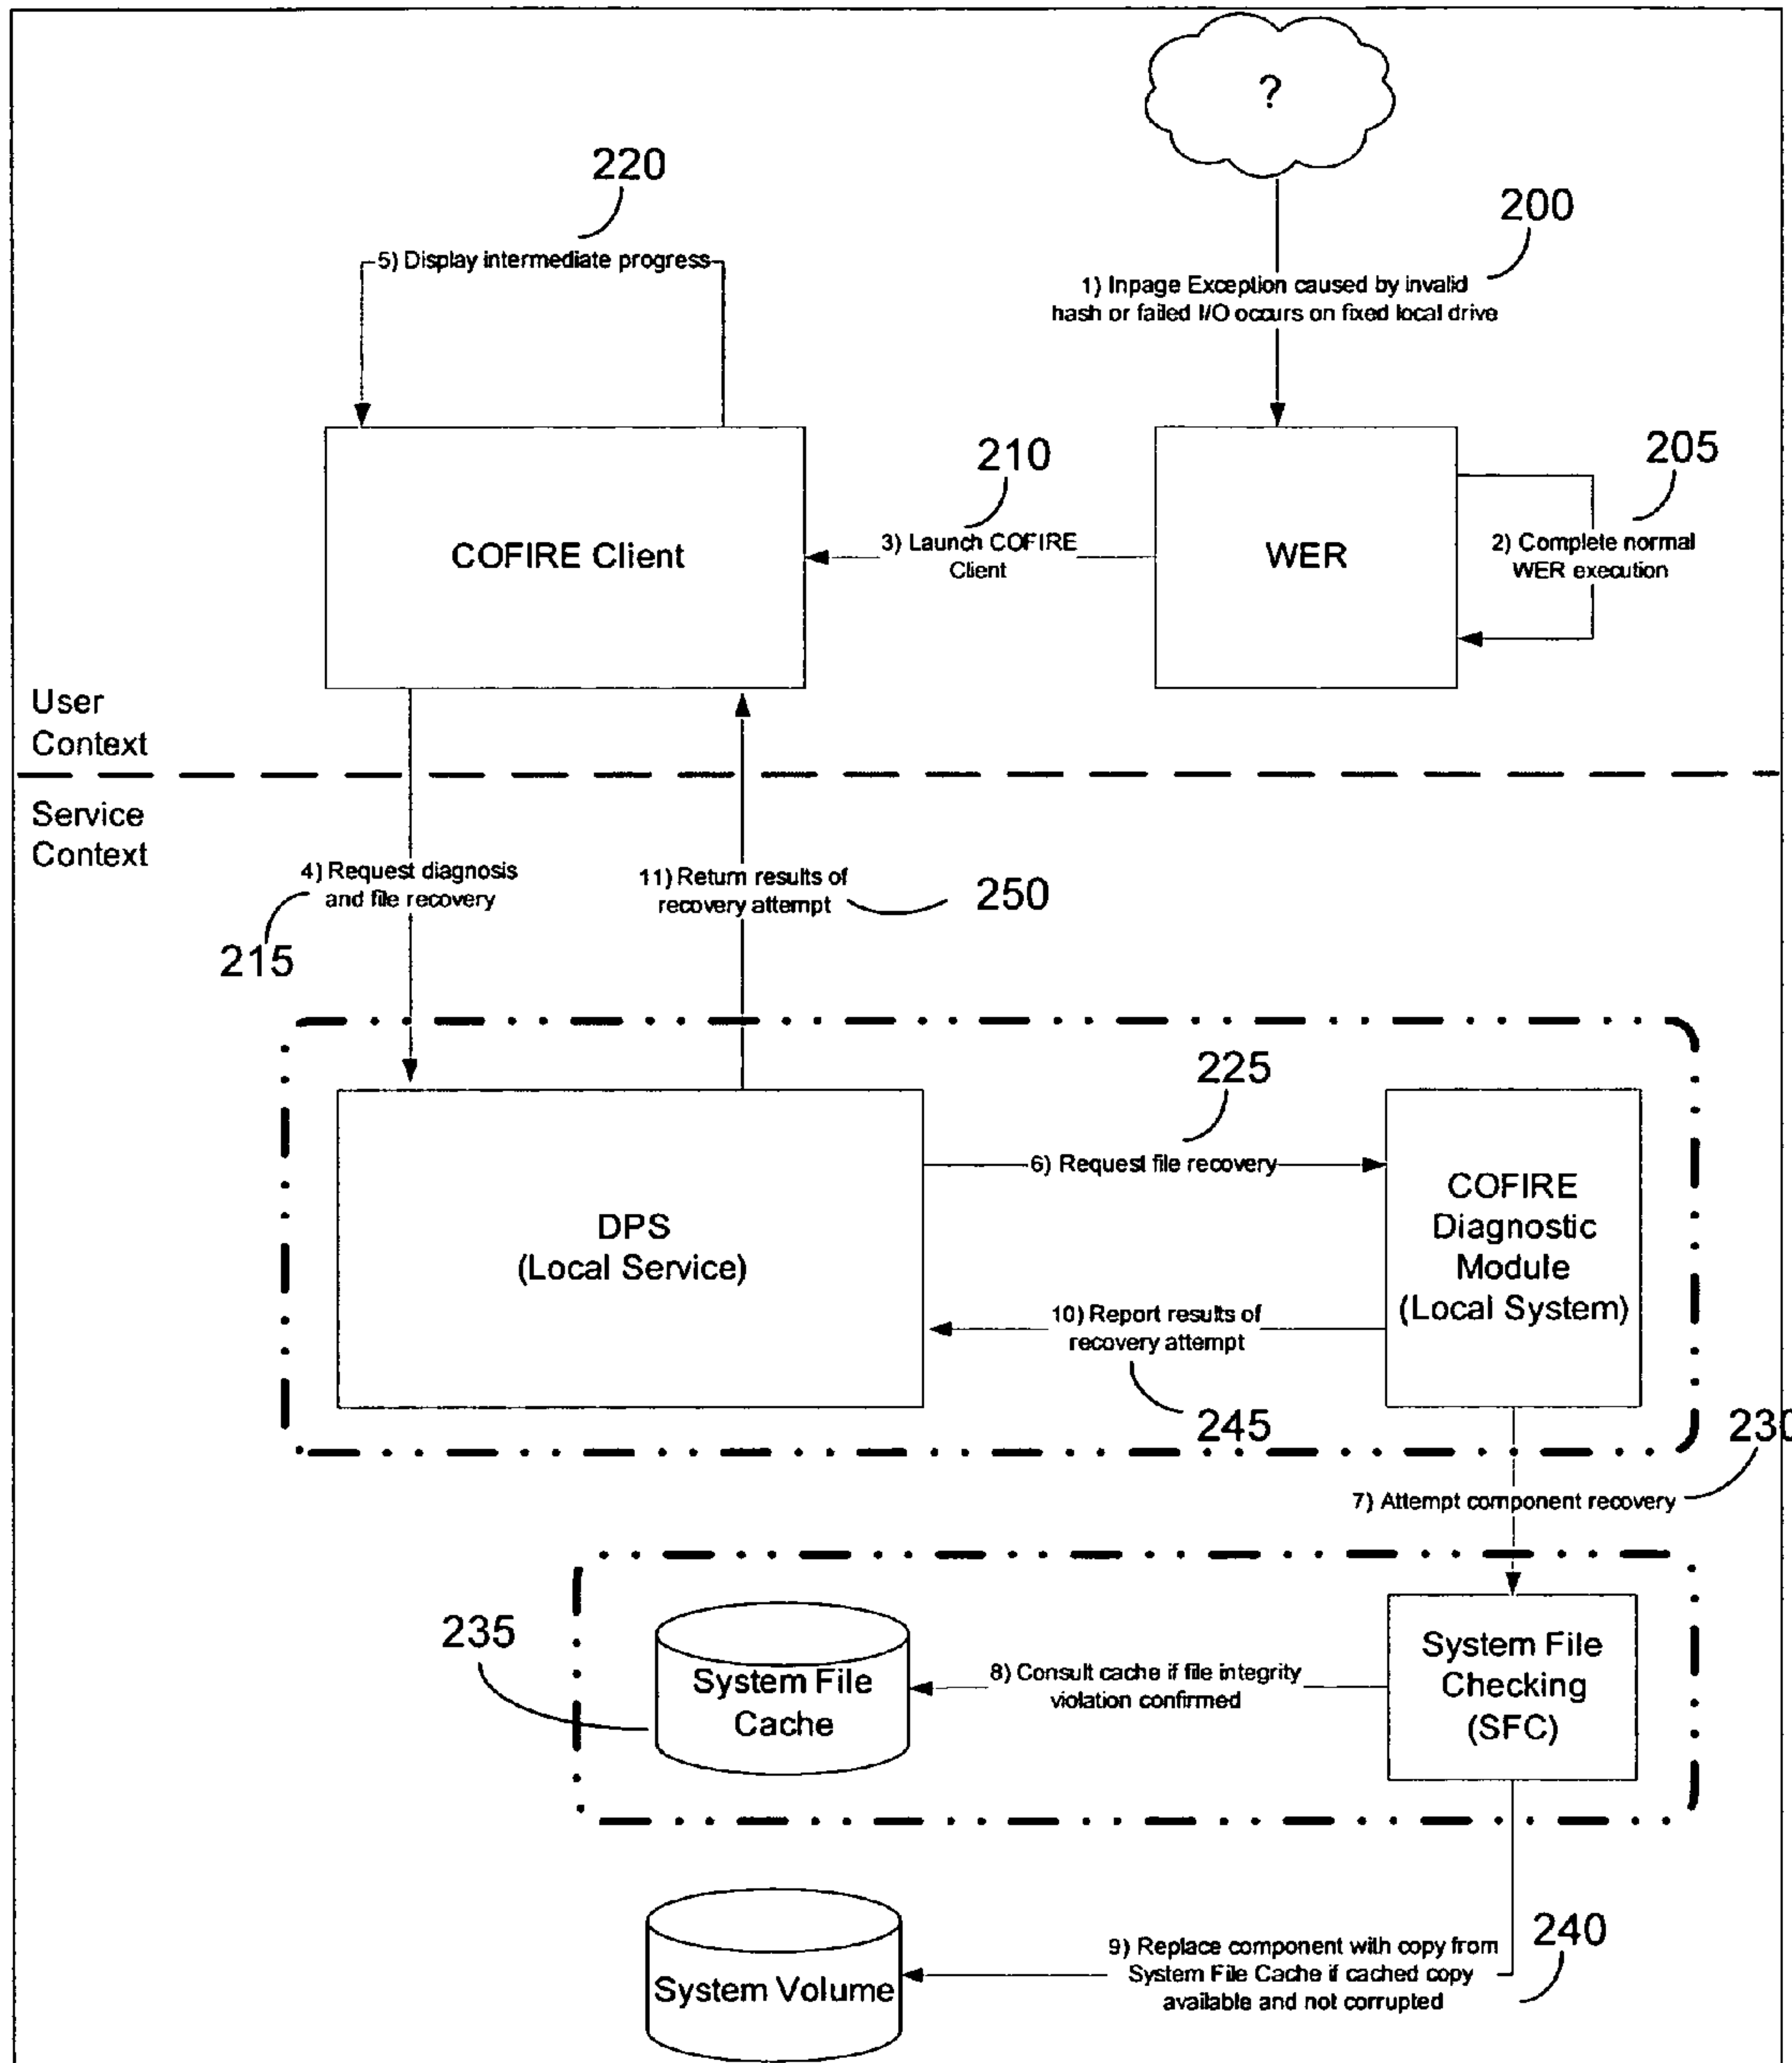 ?
220
200
5) Display intermediate progress
1) Inpage Exception caused by invalid
hash or failed I/O occurs on fixed local drive
210
205
COFIRE Client
3) Launch COFIRE
Client
WER
2) Complete normal
WER execution
User
Context
Service
Context
4) Request diagnosis
and file recovery
215
11) Return results of
recovery attempt
250
225
6) Request file recovery
DPS
(Local Service)
COFIRE
Diagnostic
Module
(Local System)
10) Report results of
recovery attempt
245
230
7) Attempt component recovery
235
System File
Cache
8) Consult cache if file integrity
violation confirmed
System File
Checking
(SFC)
240
System Volume
9) Replace component with copy from
System File Cache if cached copy
available and not corrupted